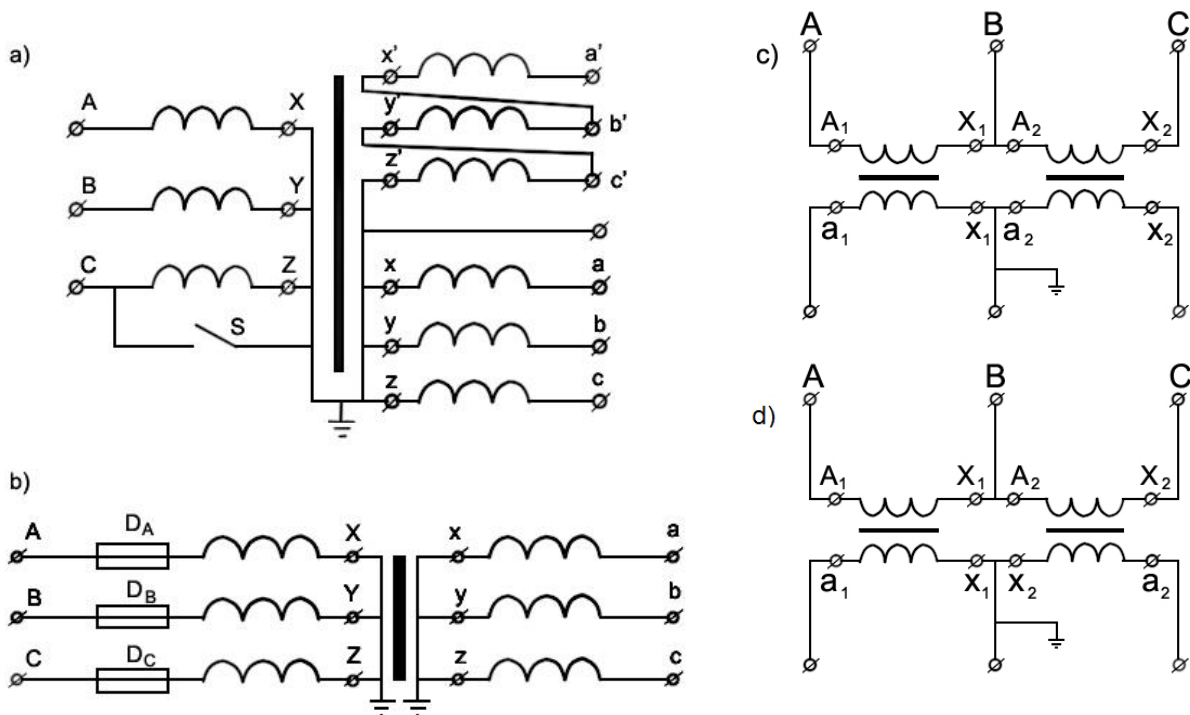 a)
x' a'
A X
y' b'
z' c'
B Y
C Z
x a
S
y b
z c
b)
A D_A X x a
B D_B Y y b
C D_C Z z c
c)
A B C
A₁ X₁ A₂ X₂
a₁ x₁ a₂ x₂
d)
A B C
A₁ X₁ A₂ X₂
a₁ x₁ x₂ a₂